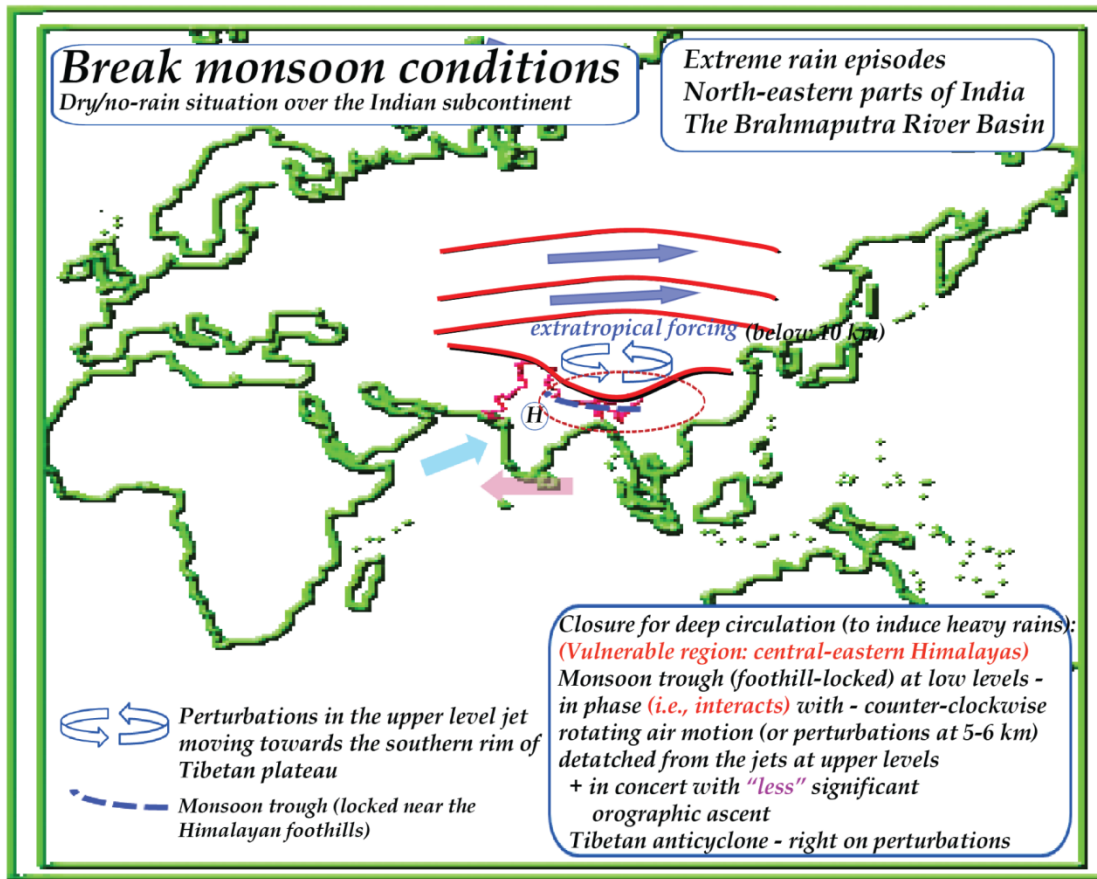 Break monsoon conditions
Dry/no-rain situation over the Indian subcontinent
Extreme rain episodes
North-eastern parts of India
The Brahmaputra River Basin
extratropical forcing (below 10 km)
H
Closure for deep circulation (to induce heavy rains):
(Vulnerable region: central-eastern Himalayas)
Monsoon trough (foothill-locked) at low levels -
in phase (i.e., interacts) with - counter-clockwise
rotating air motion (or perturbations at 5-6 km)
detatched from the jets at upper levels
+ in concert with “less” significant
orographic ascent
Tibetan anticyclone - right on perturbations
Perturbations in the upper level jet
moving towards the southern rim of
Tibetan plateau
Monsoon trough (locked near the
Himalayan foothills)